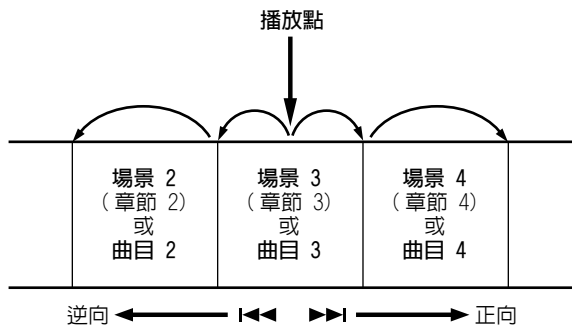 播放點
場景 2
(章節 2)
或
曲目 2
場景 3
(章節 3)
或
曲目 3
場景 4
(章節 4)
或
曲目 4
逆向 正向